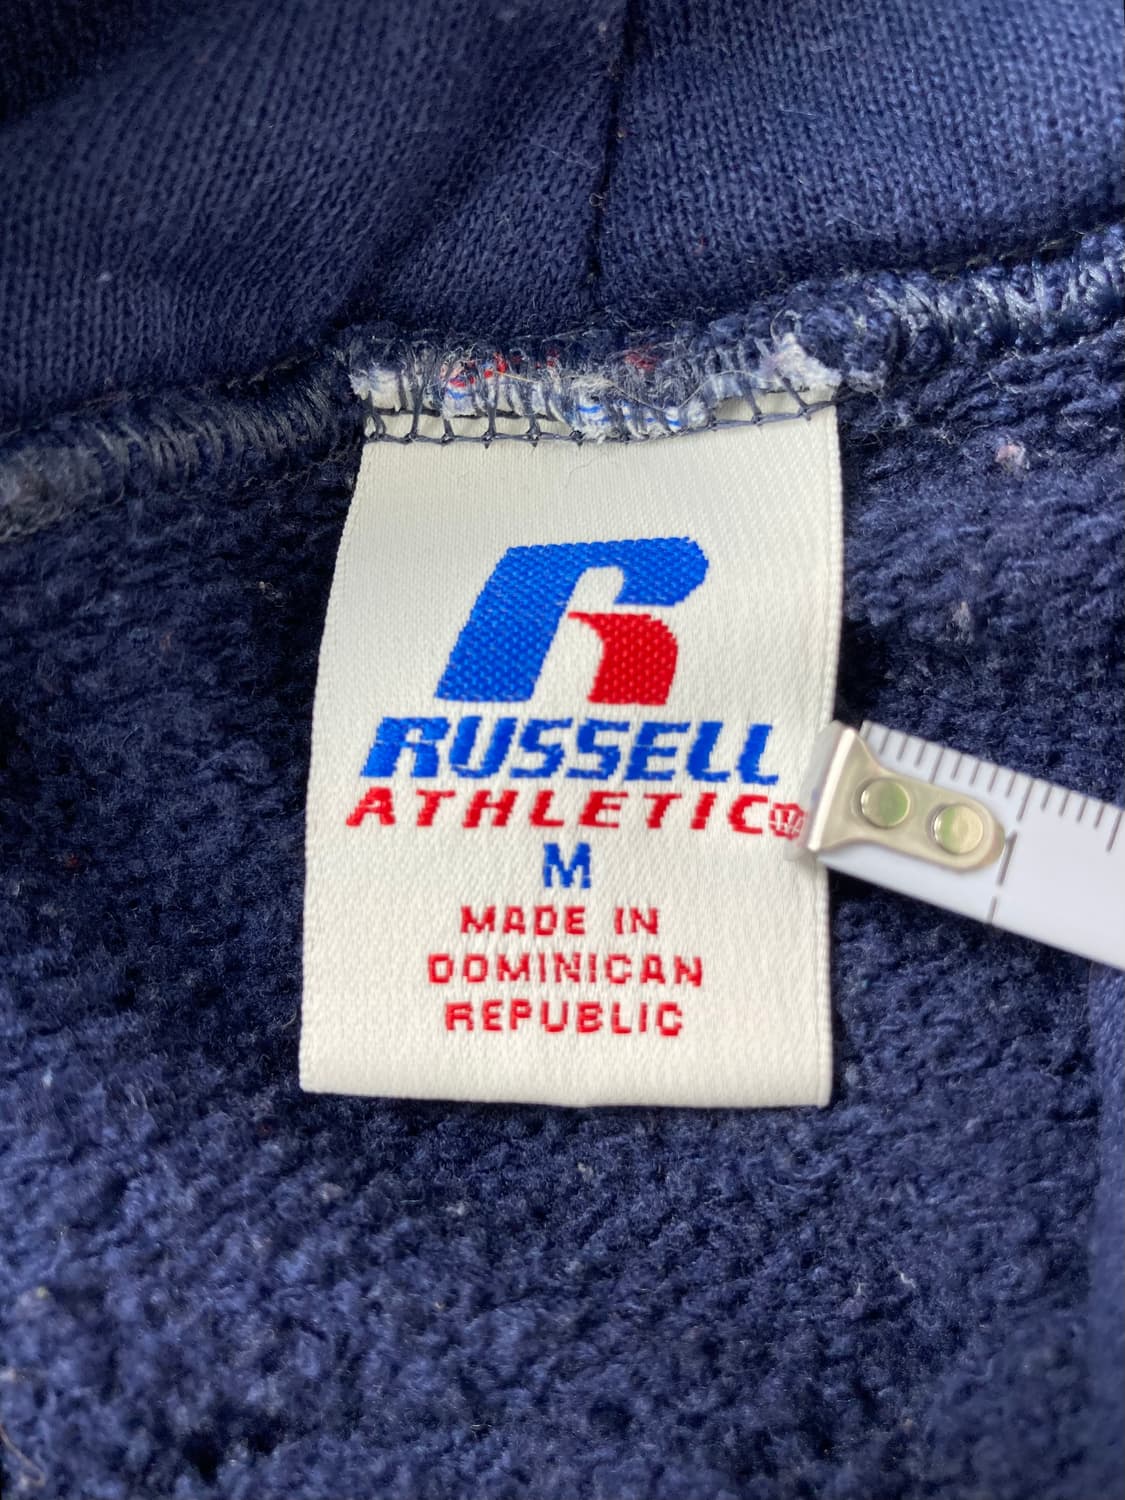 RUSSELL
ATHLETIC®
M
MADE IN
DOMINICAN
REPUBLIC